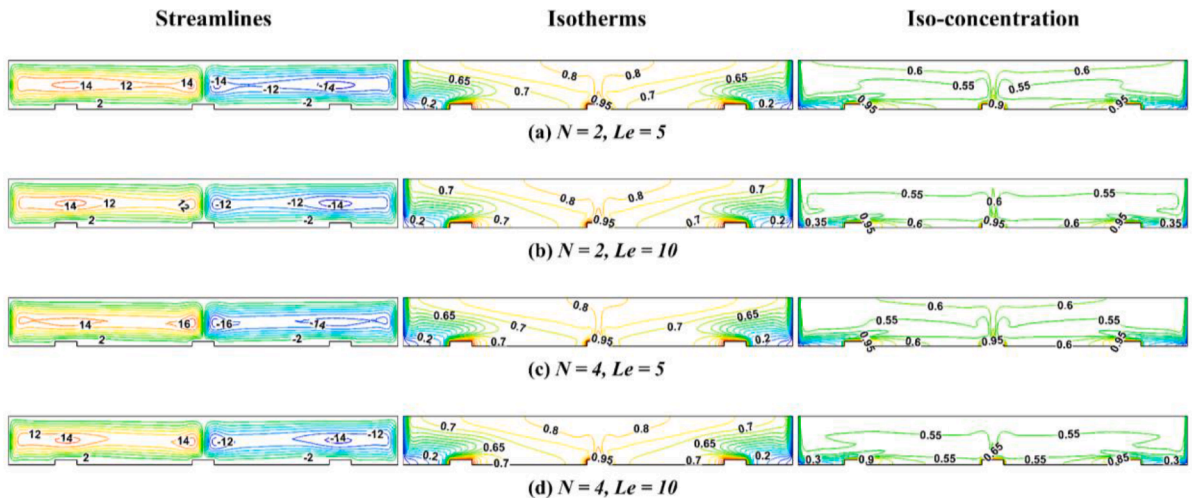 Streamlines Isotherms Iso-concentration
14 12 14 -14 -12 -14 2 -2
0.65 0.8 0.8 0.65 0.7 0.7 0.2 0.95 0.2
0.6 0.6 0.55 0.55 0.95 0.9 0.95
(a) N = 2, Le = 5
14 12 12 -12 -12 -14 2 -2
0.7 0.8 0.8 0.7 0.2 0.7 0.95 0.7 0.2
0.55 0.55 0.6 0.35 0.95 0.6 0.95 0.6 0.95 0.35
(b) N = 2, Le = 10
14 16 -16 -14 2 -2
0.8 0.65 0.65 0.7 0.7 0.2 0.7 0.95 0.2
0.6 0.6 0.55 0.55 0.95 0.6 0.95 0.6 0.95
(c) N = 4, Le = 5
12 14 14 -12 -14 -12 2 -2
0.7 0.8 0.8 0.7 0.65 0.65 0.2 0.7 0.95 0.7 0.2
0.55 0.55 0.65 0.3 0.9 0.55 0.55 0.85 0.3
(d) N = 4, Le = 10